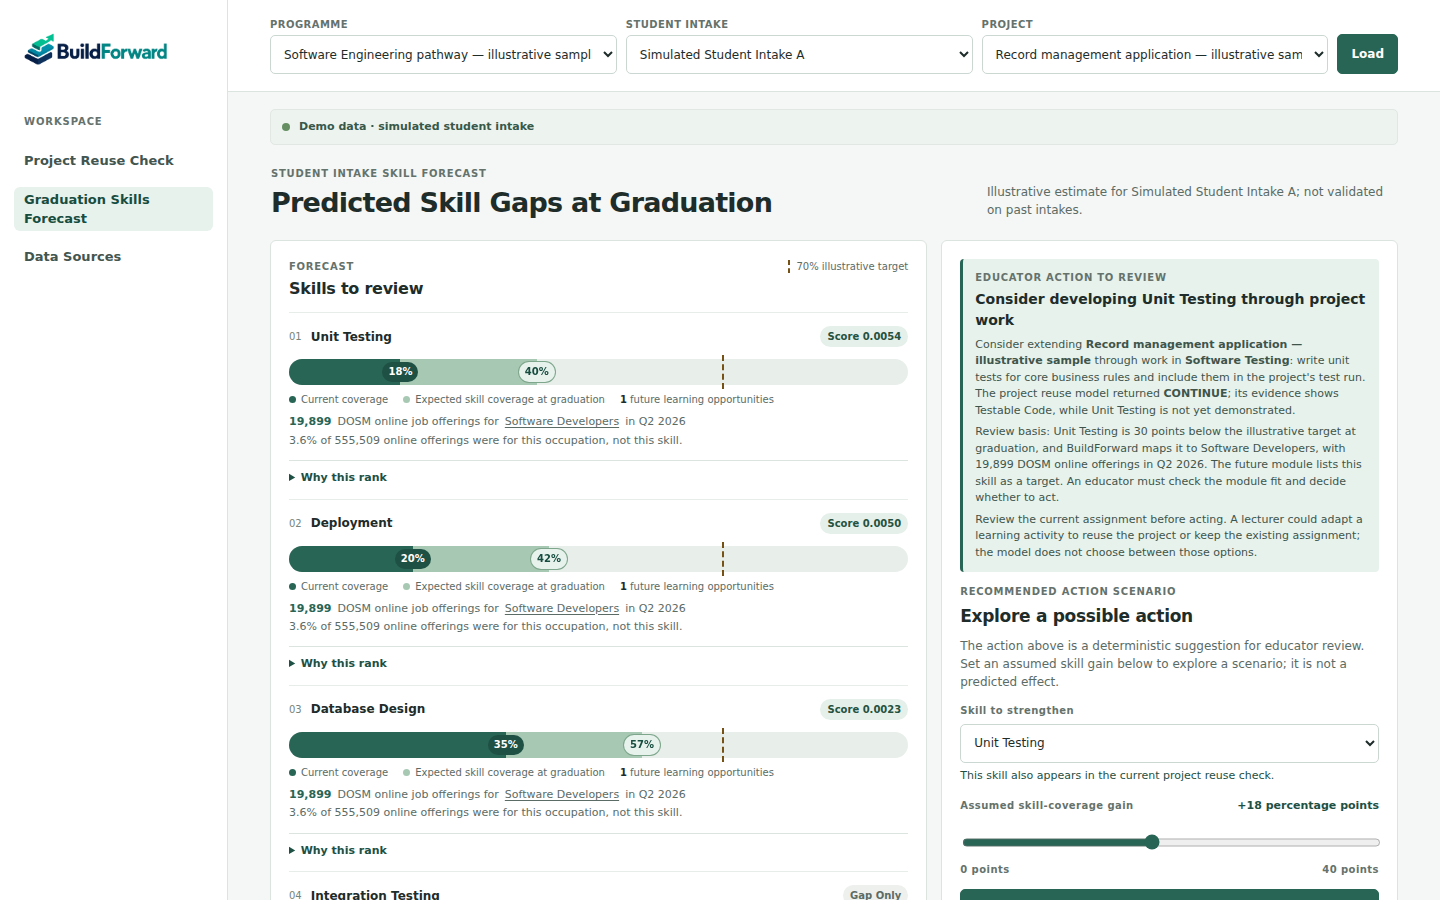 BuildForward
WORKSPACE
Project Reuse Check
Graduation Skills
Forecast
Data Sources
PROGRAMME
Software Engineering pathway — illustrative sampl
STUDENT INTAKE
Simulated Student Intake A
PROJECT
Record management application — illustrative sam
Load
Demo data · simulated student intake
STUDENT INTAKE SKILL FORECAST
Predicted Skill Gaps at Graduation
Illustrative estimate for Simulated Student Intake A; not validated
on past intakes.
FORECAST
Skills to review
70% illustrative target
01 Unit Testing
Score 0.0054
18%
40%
Current coverage
Expected skill coverage at graduation
1 future learning opportunities
19,899 DOSM online job offerings for Software Developers in Q2 2026
3.6% of 555,509 online offerings were for this occupation, not this skill.
Why this rank
02 Deployment
Score 0.0050
20%
42%
Current coverage
Expected skill coverage at graduation
1 future learning opportunities
19,899 DOSM online job offerings for Software Developers in Q2 2026
3.6% of 555,509 online offerings were for this occupation, not this skill.
Why this rank
03 Database Design
Score 0.0023
35%
57%
Current coverage
Expected skill coverage at graduation
1 future learning opportunities
19,899 DOSM online job offerings for Software Developers in Q2 2026
3.6% of 555,509 online offerings were for this occupation, not this skill.
Why this rank
04 Integration Testing
Gap Only
EDUCATOR ACTION TO REVIEW
Consider developing Unit Testing through project
work
Consider extending Record management application —
illustrative sample through work in Software Testing: write unit
tests for core business rules and include them in the project's test run.
The project reuse model returned CONTINUE; its evidence shows
Testable Code, while Unit Testing is not yet demonstrated.
Review basis: Unit Testing is 30 points below the illustrative target at
graduation, and BuildForward maps it to Software Developers, with
19,899 DOSM online offerings in Q2 2026. The future module lists this
skill as a target. An educator must check the module fit and decide
whether to act.
Review the current assignment before acting. A lecturer could adapt a
learning activity to reuse the project or keep the existing assignment;
the model does not choose between those options.
RECOMMENDED ACTION SCENARIO
Explore a possible action
The action above is a deterministic suggestion for educator review.
Set an assumed skill gain below to explore a scenario; it is not a
predicted effect.
Skill to strengthen
Unit Testing
This skill also appears in the current project reuse check.
Assumed skill-coverage gain
+18 percentage points
0 points
40 points